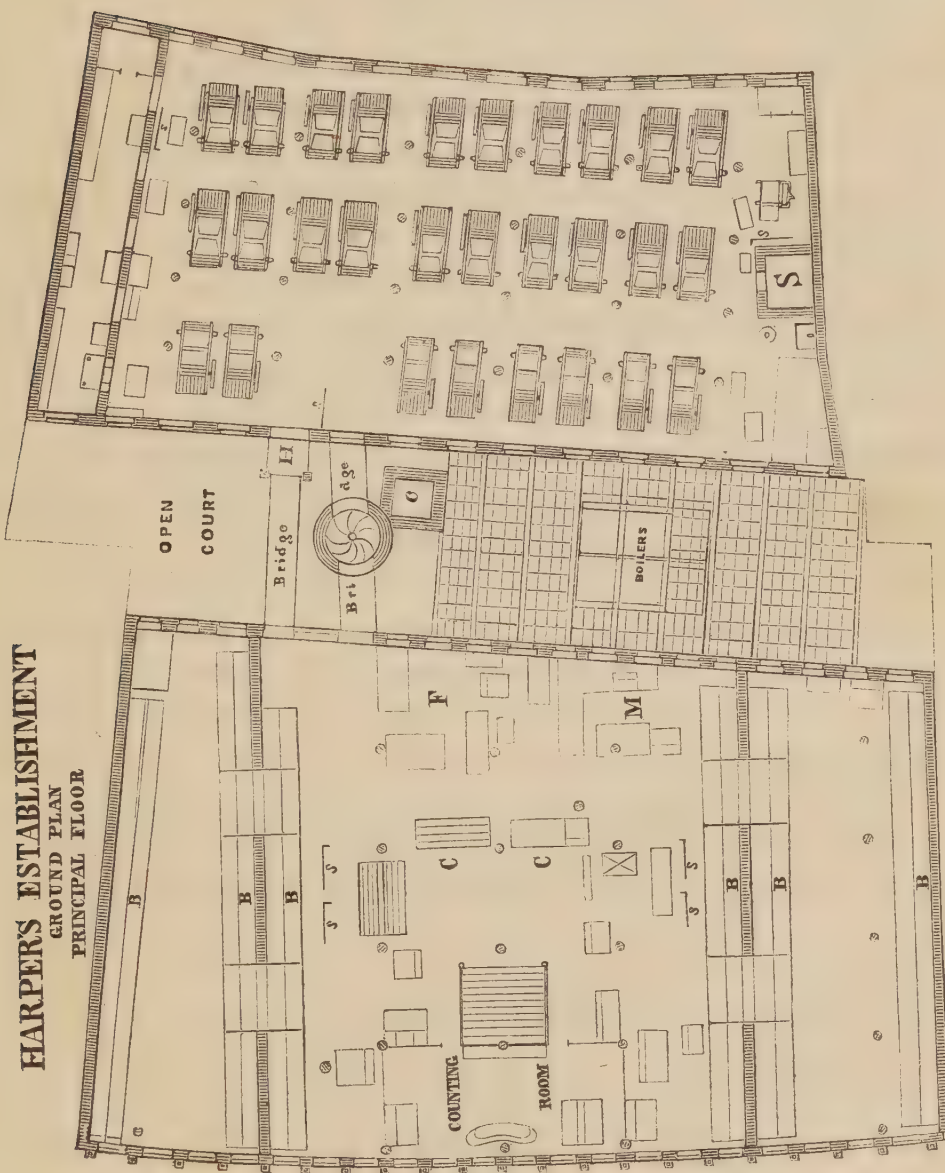 HARPER'S ESTABLISHMENT
GROUND PLAN
PRINCIPAL FLOOR
OPEN
COURT
Bridge
H
Bri dge
C
BOILERS
S
s
s
F
M
C
C
s
s
s
s
B
B
B
B
B
B
COUNTING
ROOM